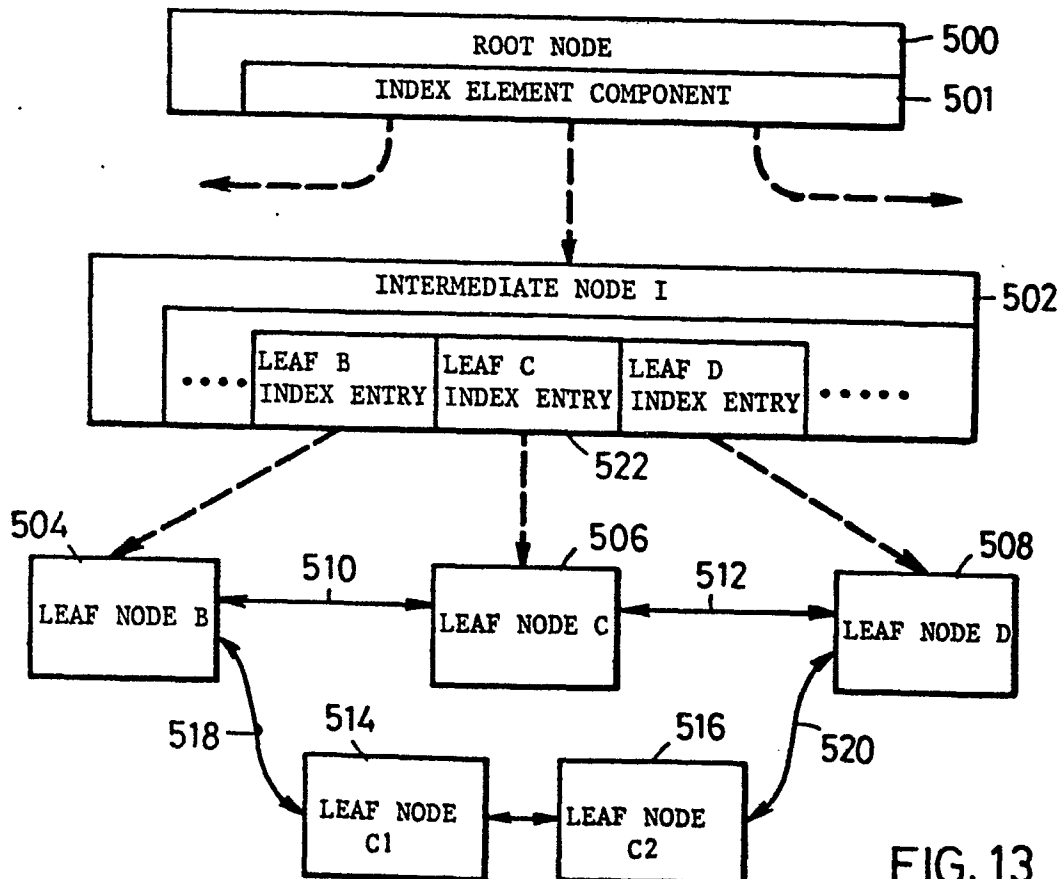 ROOT NODE
500
INDEX ELEMENT COMPONENT
501
INTERMEDIATE NODE I
502
.... LEAF B INDEX ENTRY
LEAF C INDEX ENTRY
LEAF D INDEX ENTRY .....
522
504
506
508
510
512
LEAF NODE B
LEAF NODE C
LEAF NODE D
518
514
516
520
LEAF NODE C1
LEAF NODE C2
FIG. 13